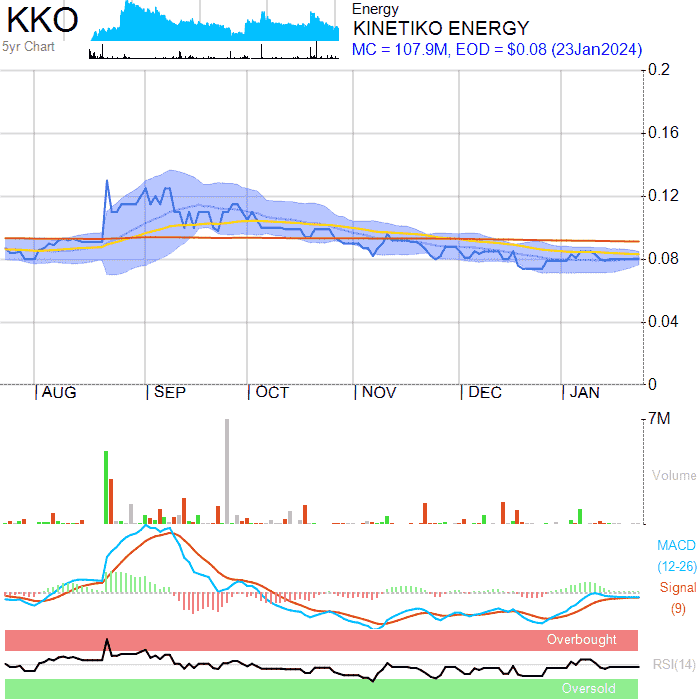 KKO
5yr Chart
Energy
KINETIKO ENERGY
MC = 107.9M, EOD = $0.08 (23Jan2024)
0.2
0.16
0.12
0.08
0.04
0
AUG SEP OCT NOV DEC JAN
7M
Volume
MACD
(12-26)
Signal
(9)
Overbought
RSI(14)
Oversold